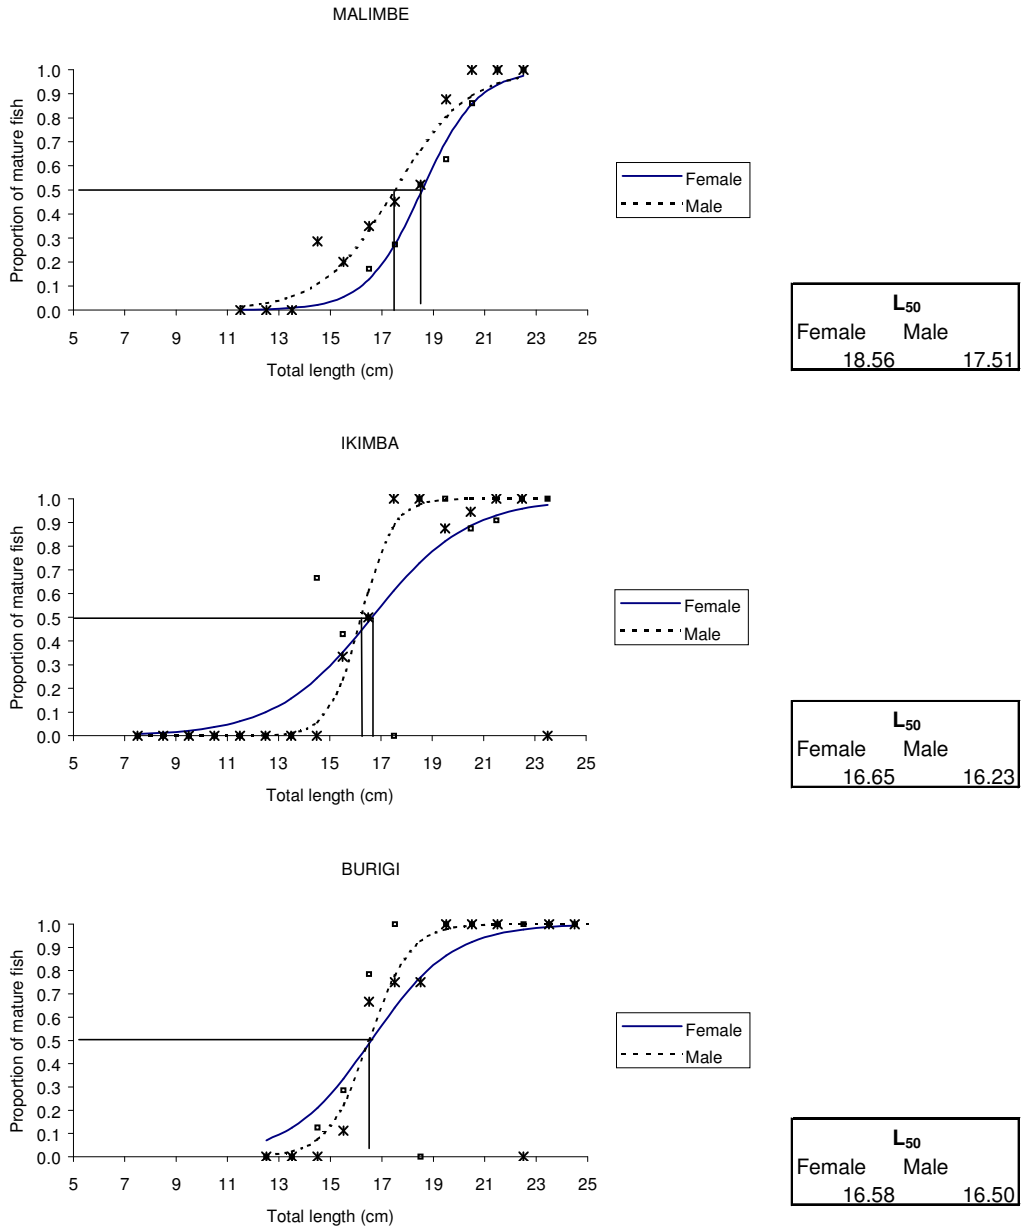 MALIMBE
Proportion of mature fish
1.0
0.9
0.8
0.7
0.6
0.5
0.4
0.3
0.2
0.1
0.0
5 7 9 11 13 15 17 19 21 23 25
Total length (cm)
Female
Male
L50
Female Male
18.56 17.51
IKIMBA
Proportion of mature fish
1.0
0.9
0.8
0.7
0.6
0.5
0.4
0.3
0.2
0.1
0.0
5 7 9 11 13 15 17 19 21 23 25
Total length (cm)
Female
Male
L50
Female Male
16.65 16.23
BURIGI
Proportion of mature fish
1.0
0.9
0.8
0.7
0.6
0.5
0.4
0.3
0.2
0.1
0.0
5 7 9 11 13 15 17 19 21 23 25
Total length (cm)
Female
Male
L50
Female Male
16.58 16.50